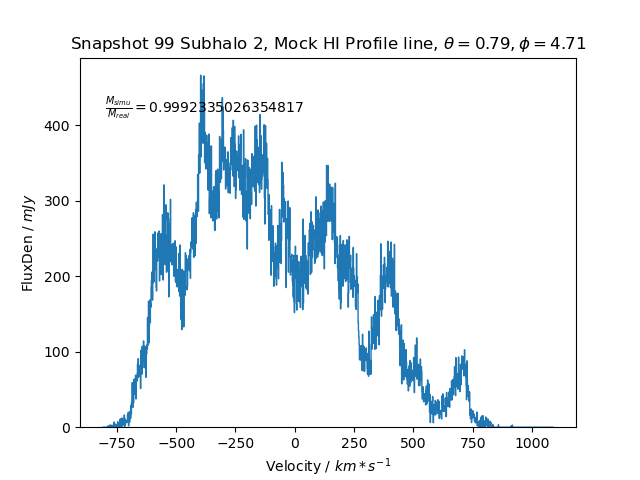 Snapshot 99 Subhalo 2, Mock HI Profile line, θ = 0.79, ϕ = 4.71
M_simu/M_real = 0.9992335026354817
FluxDen / mJy
400
300
200
100
0
−750 −500 −250 0 250 500 750 1000
Velocity / km * s⁻¹